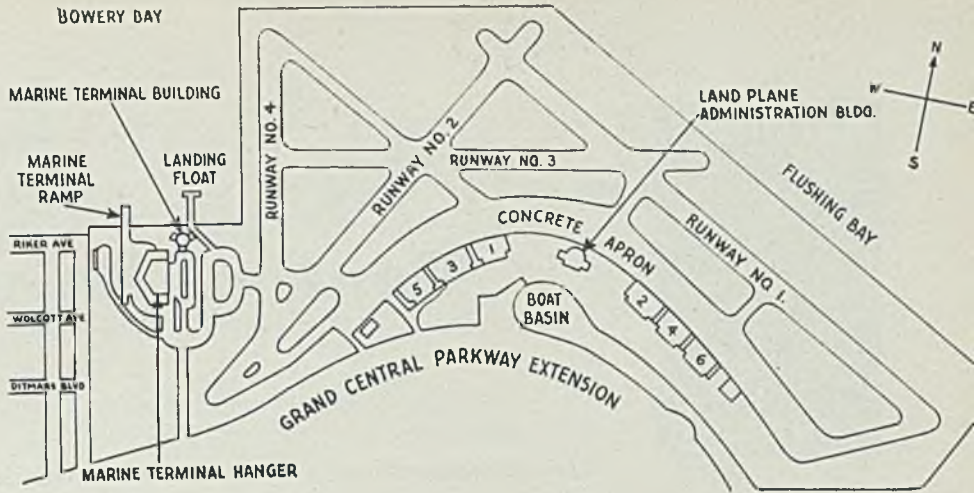 BOWERY BAY
MARINE TERMINAL BUILDING
MARINE
TERMINAL
RAMP
LANDING
FLOAT
RUNWAY NO. 4
RUNWAY NO. 2
RUNWAY NO. 3
LAND PLANE
ADMINISTRATION BLDG.
N
W
E
S
FLUSHING BAY
RIKER AVE
WOLCOTT AVE
DITMARS BLVD
CONCRETE APRON
RUNWAY NO. 1.
1
3
5
2
4
6
BOAT
BASIN
GRAND CENTRAL PARKWAY EXTENSION
MARINE TERMINAL HANGER